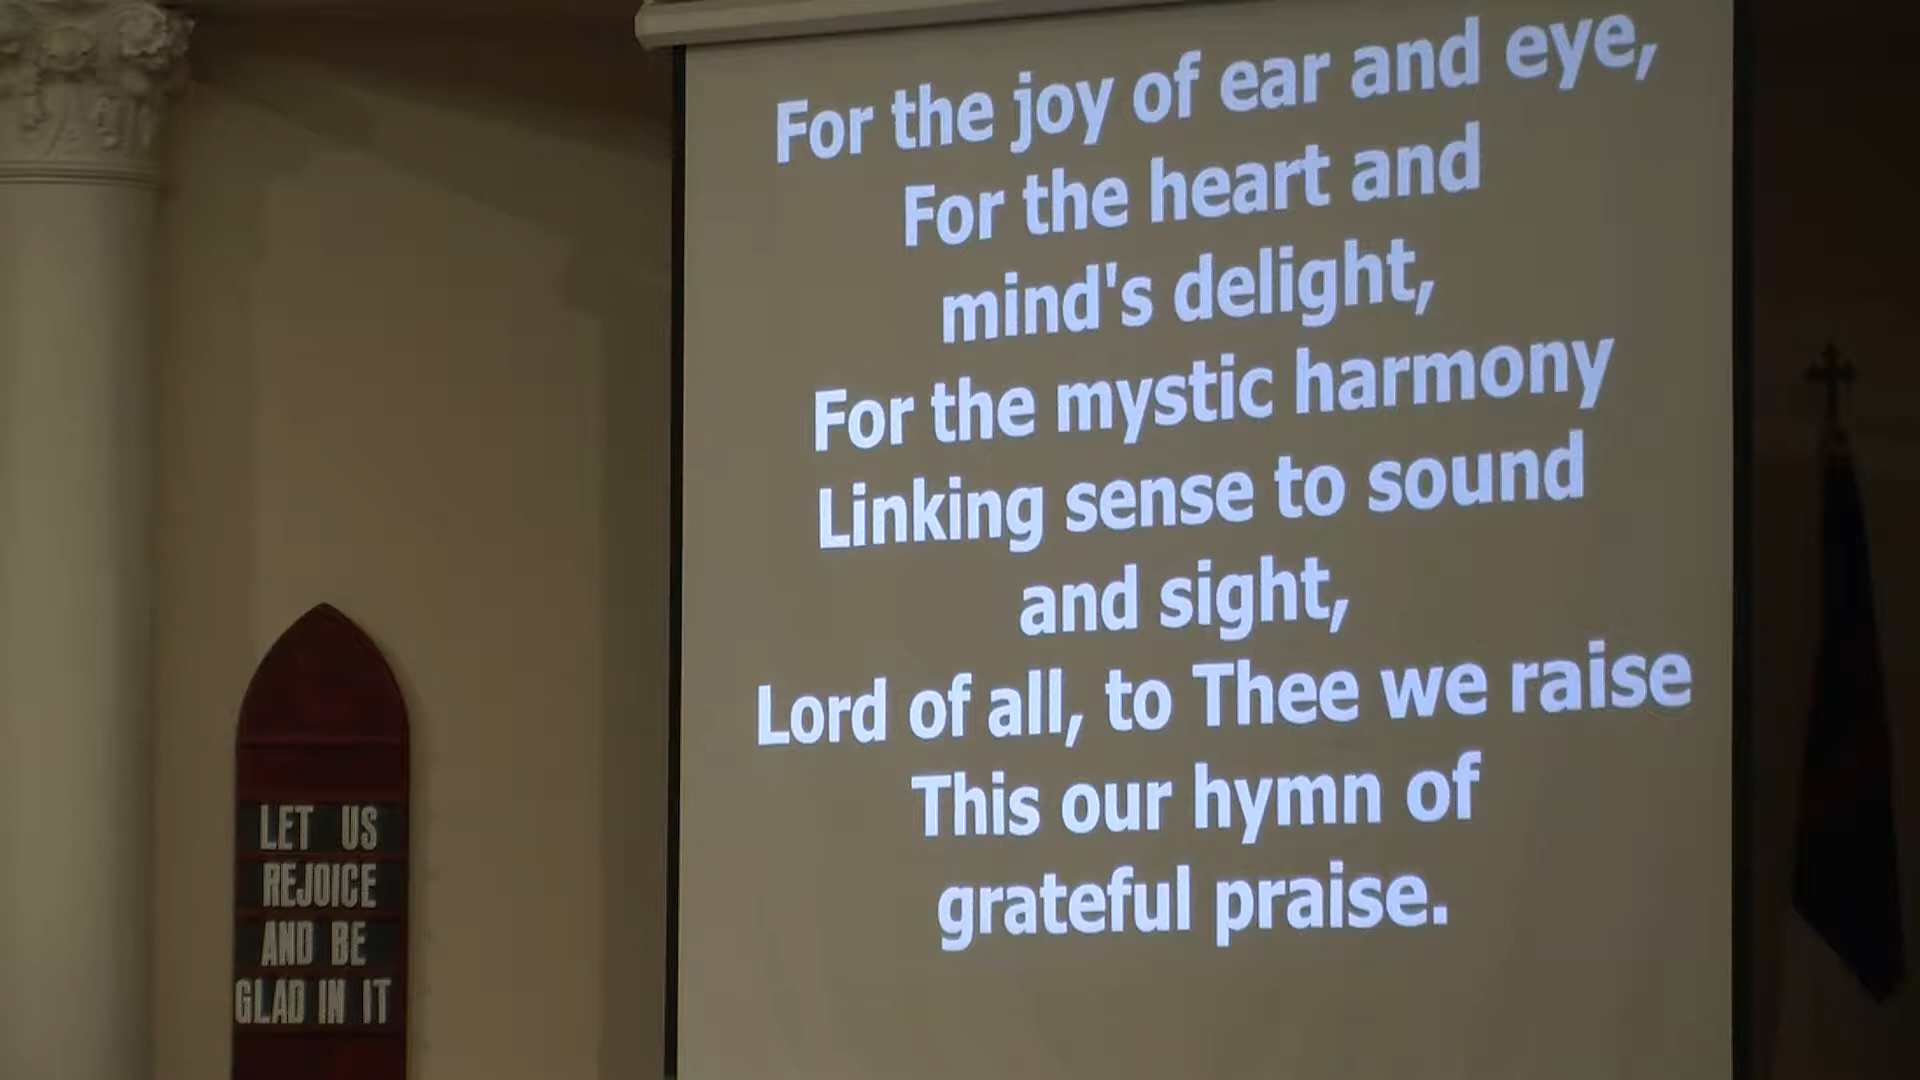 For the joy of ear and eye,
For the heart and
mind's delight,
For the mystic harmony
Linking sense to sound
and sight,
Lord of all, to Thee we raise
This our hymn of
grateful praise.
LET US
REJOICE
AND BE
GLAD IN IT